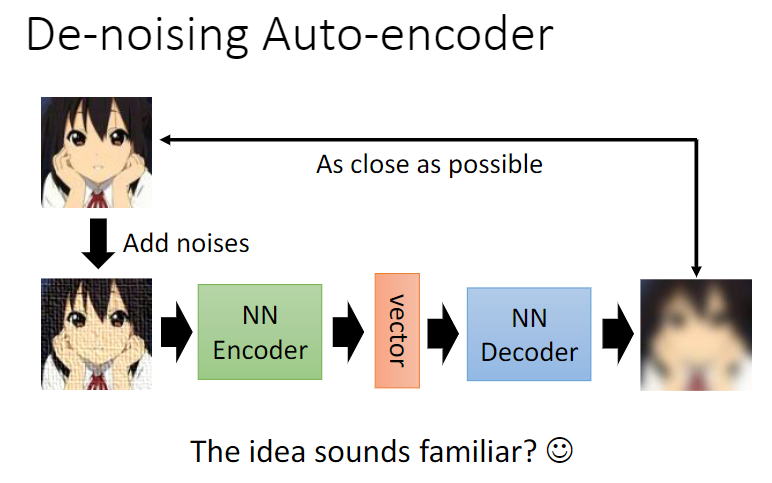 De-noising Auto-encoder
As close as possible
Add noises
NN
Encoder
vector
NN
Decoder
The idea sounds familiar? ☺